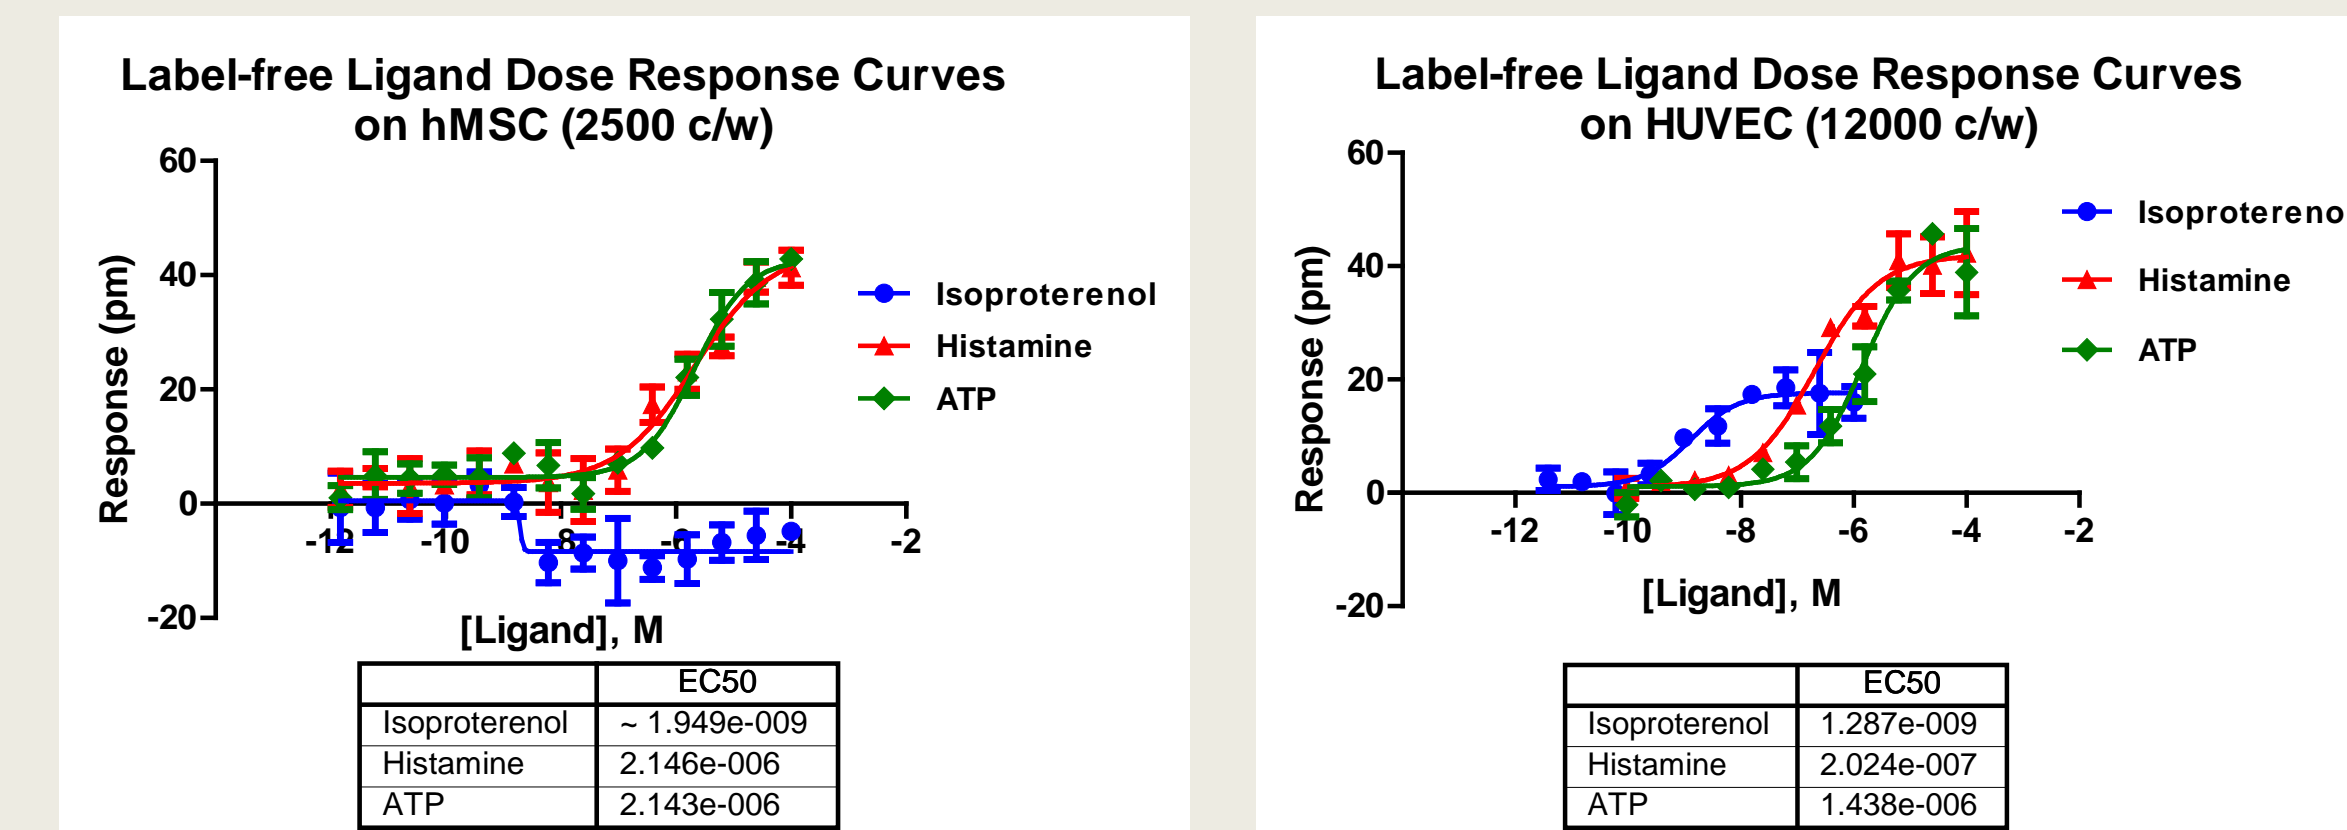 Label-free Ligand Dose Response Curves
on hMSC (2500 c/w)
60
40
20
0
-20
Response (pm)
-12
-10
-8
-6
-4
-2
[Ligand], M
Isoproterenol
Histamine
ATP
EC50
Isoproterenol ~ 1.949e-009
Histamine 2.146e-006
ATP 2.143e-006
Label-free Ligand Dose Response Curves
on HUVEC (12000 c/w)
60
40
20
0
-20
Response (pm)
-12
-10
-8
-6
-4
-2
[Ligand], M
Isoprotereno
Histamine
ATP
EC50
Isoproterenol 1.287e-009
Histamine 2.024e-007
ATP 1.438e-006